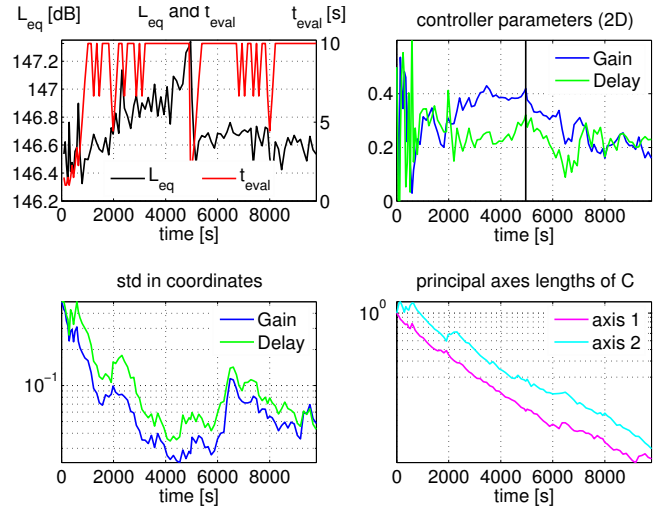 L_eq [dB] L_eq and t_eval t_eval [s]
147.2
147
146.8
146.6
146.4
146.2
10
5
0
L_eq t_eval
0 2000 4000 6000 8000
time [s]
controller parameters (2D)
Gain
Delay
0.4
0.2
0
0 2000 4000 6000 8000
time [s]
std in coordinates
Gain
Delay
10^-1
0 2000 4000 6000 8000
time [s]
principal axes lengths of C
10^0
axis 1
axis 2
0 2000 4000 6000 8000
time [s]